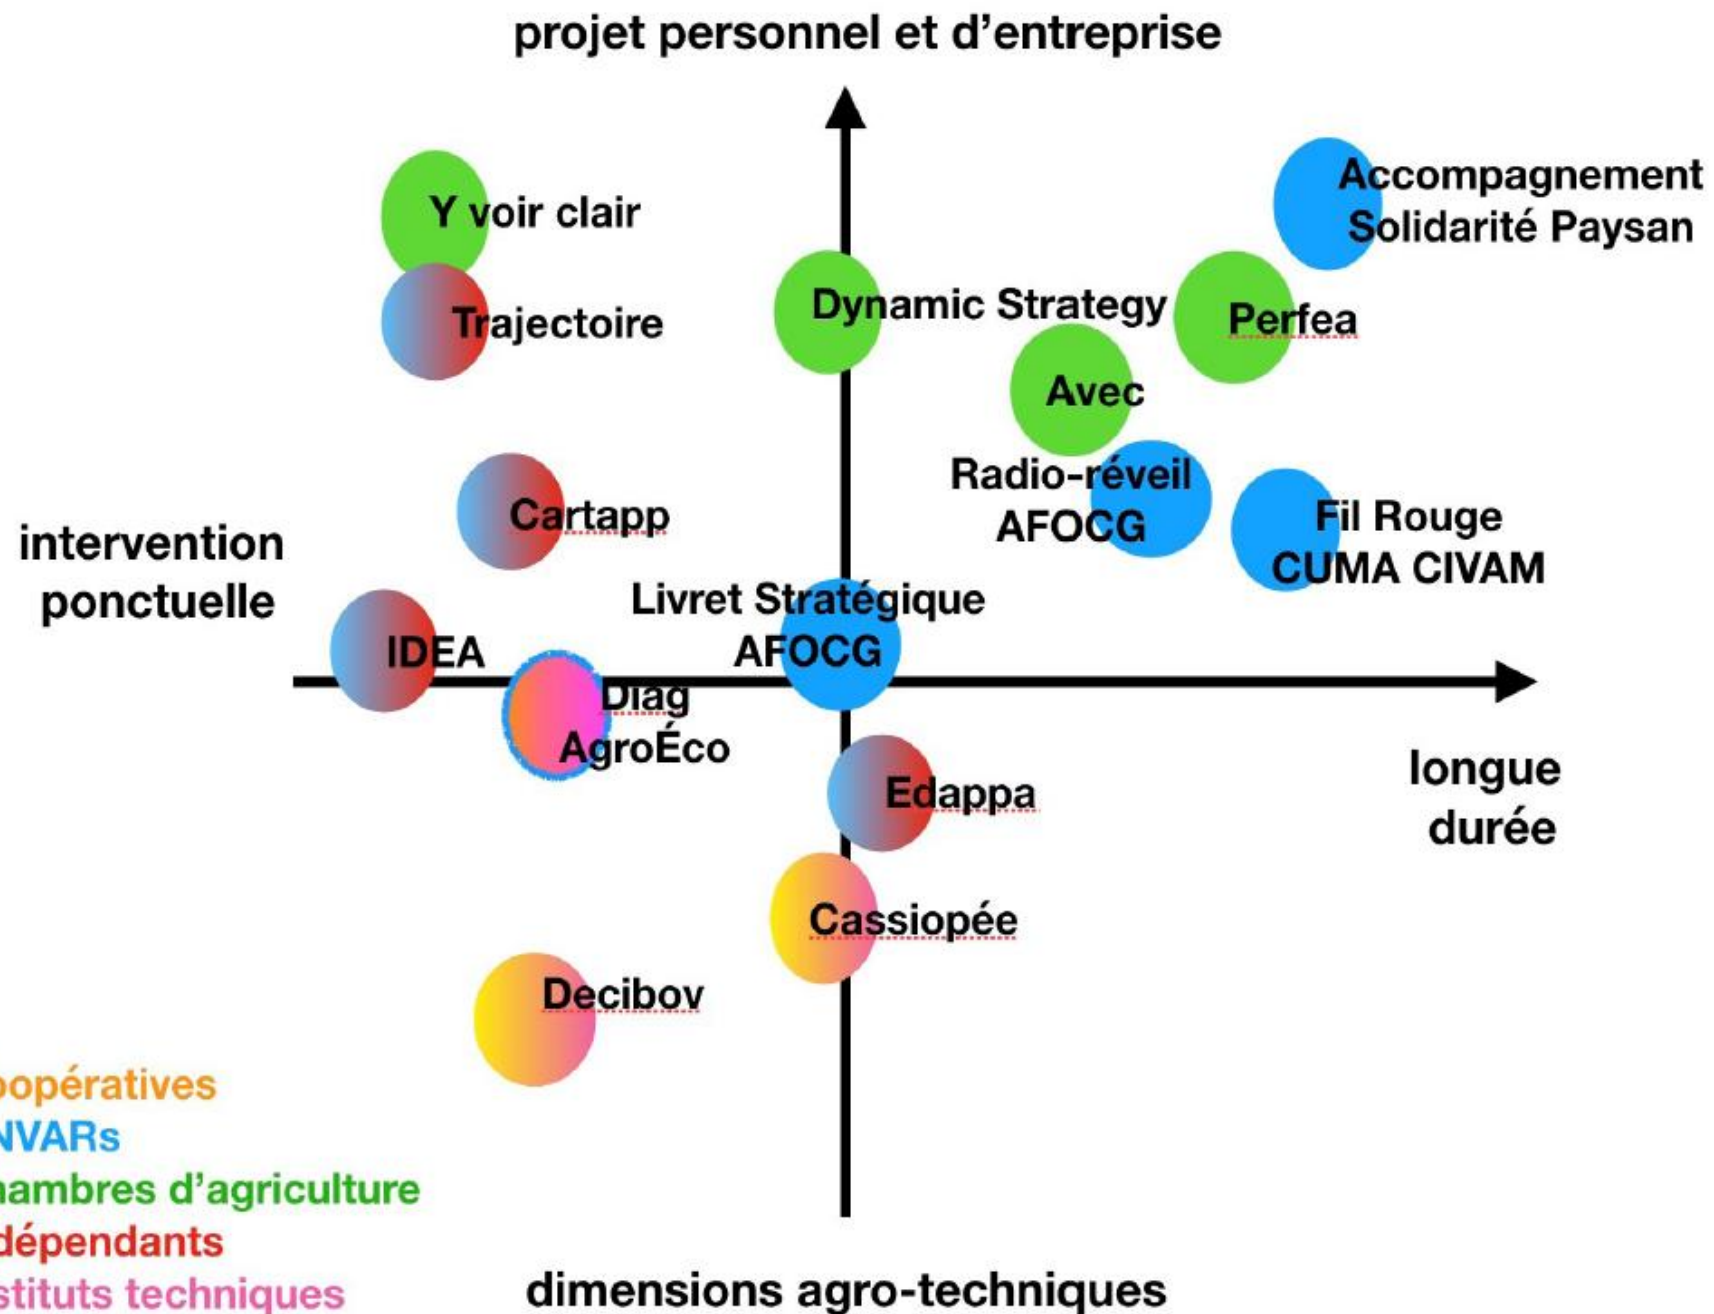 projet personnel et d'entreprise
Accompagnement
Solidarité Paysan
Y voir clair
Dynamic Strategy
Perfea
Trajectoire
Avec
Radio-réveil
AFOCG
Cartapp
Fil Rouge
CUMA CIVAM
intervention
ponctuelle
Livret Stratégique
AFOCG
IDEA
Diag
AgroÉco
longue
durée
Edappa
Cassiopée
Decibov
oopératives
NVARs
hambres d'agriculture
dépendants
stituts techniques
dimensions agro-techniques